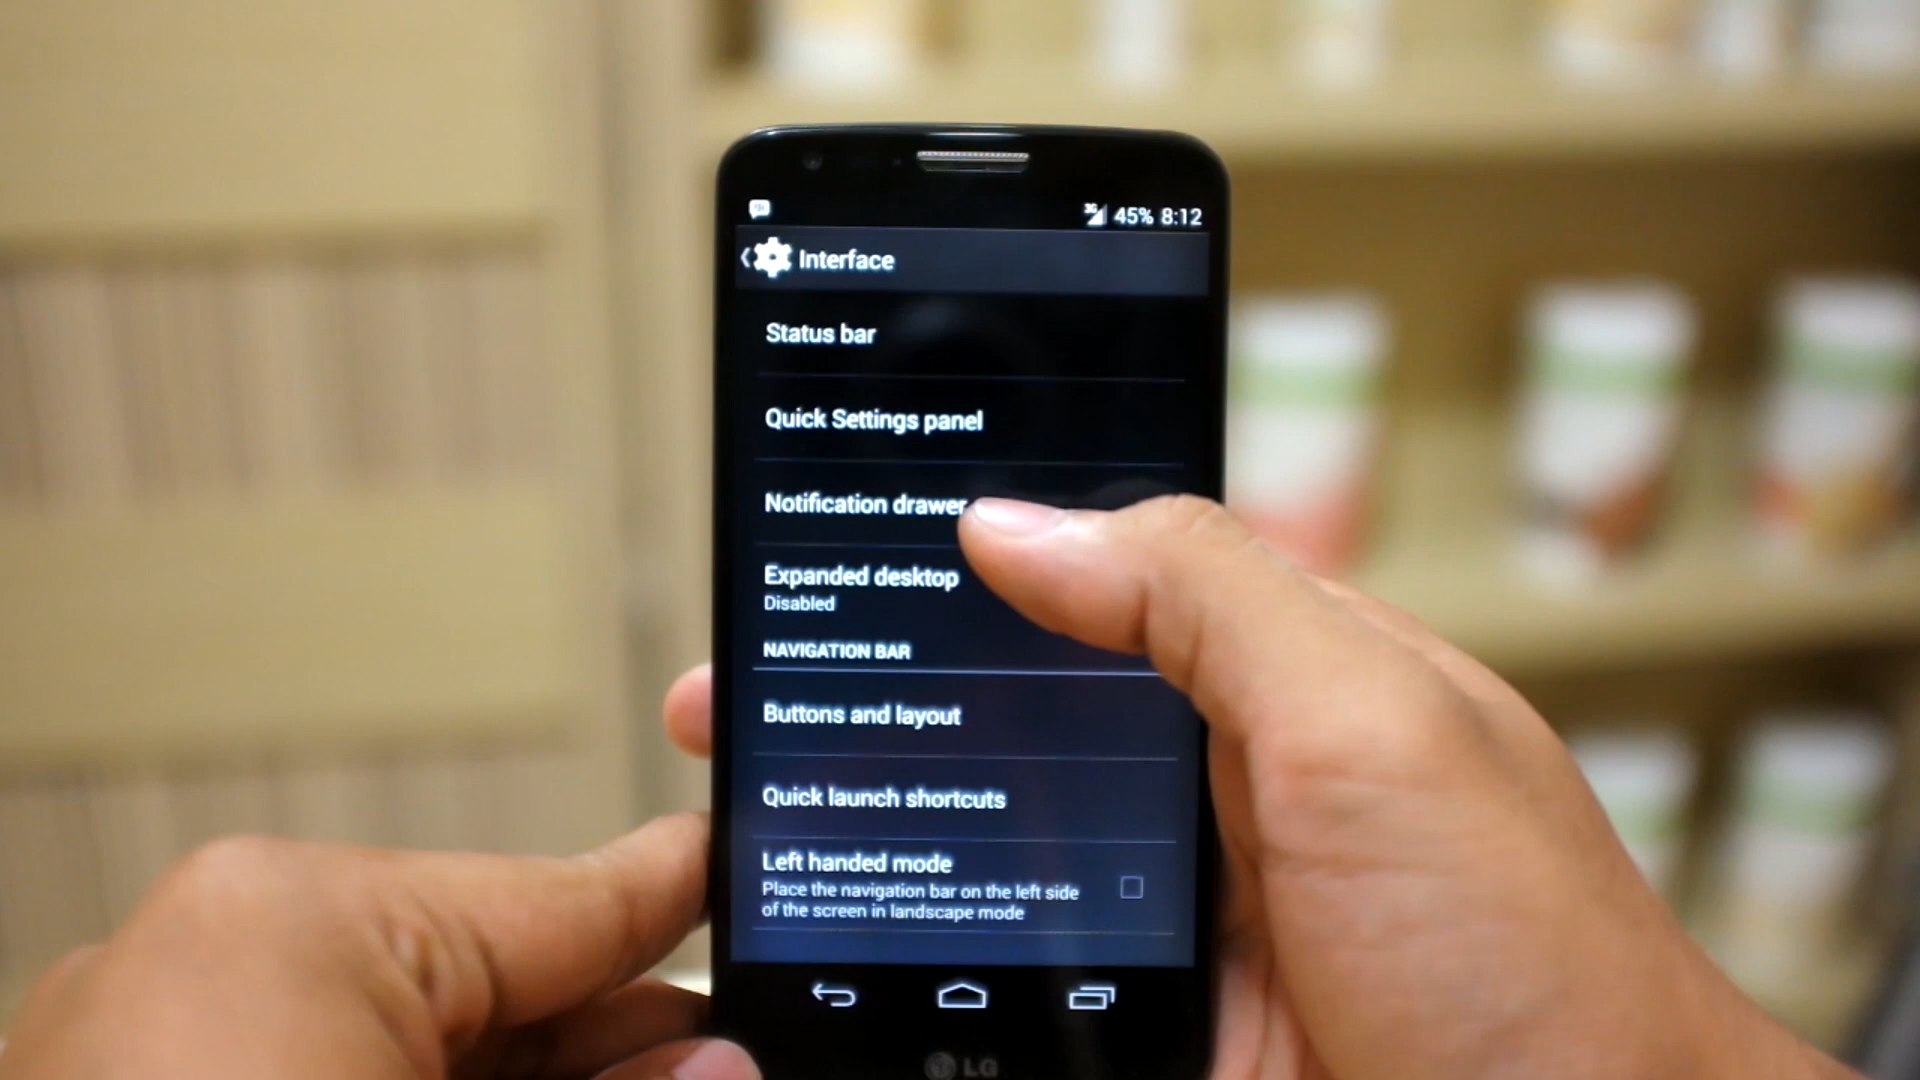 3G 45% 8:12
Interface
Status bar
Quick Settings panel
Notification drawer
Expanded desktop
Disabled
NAVIGATION BAR
Buttons and layout
Quick launch shortcuts
Left handed mode
Place the navigation bar on the left side
of the screen in landscape mode
LG